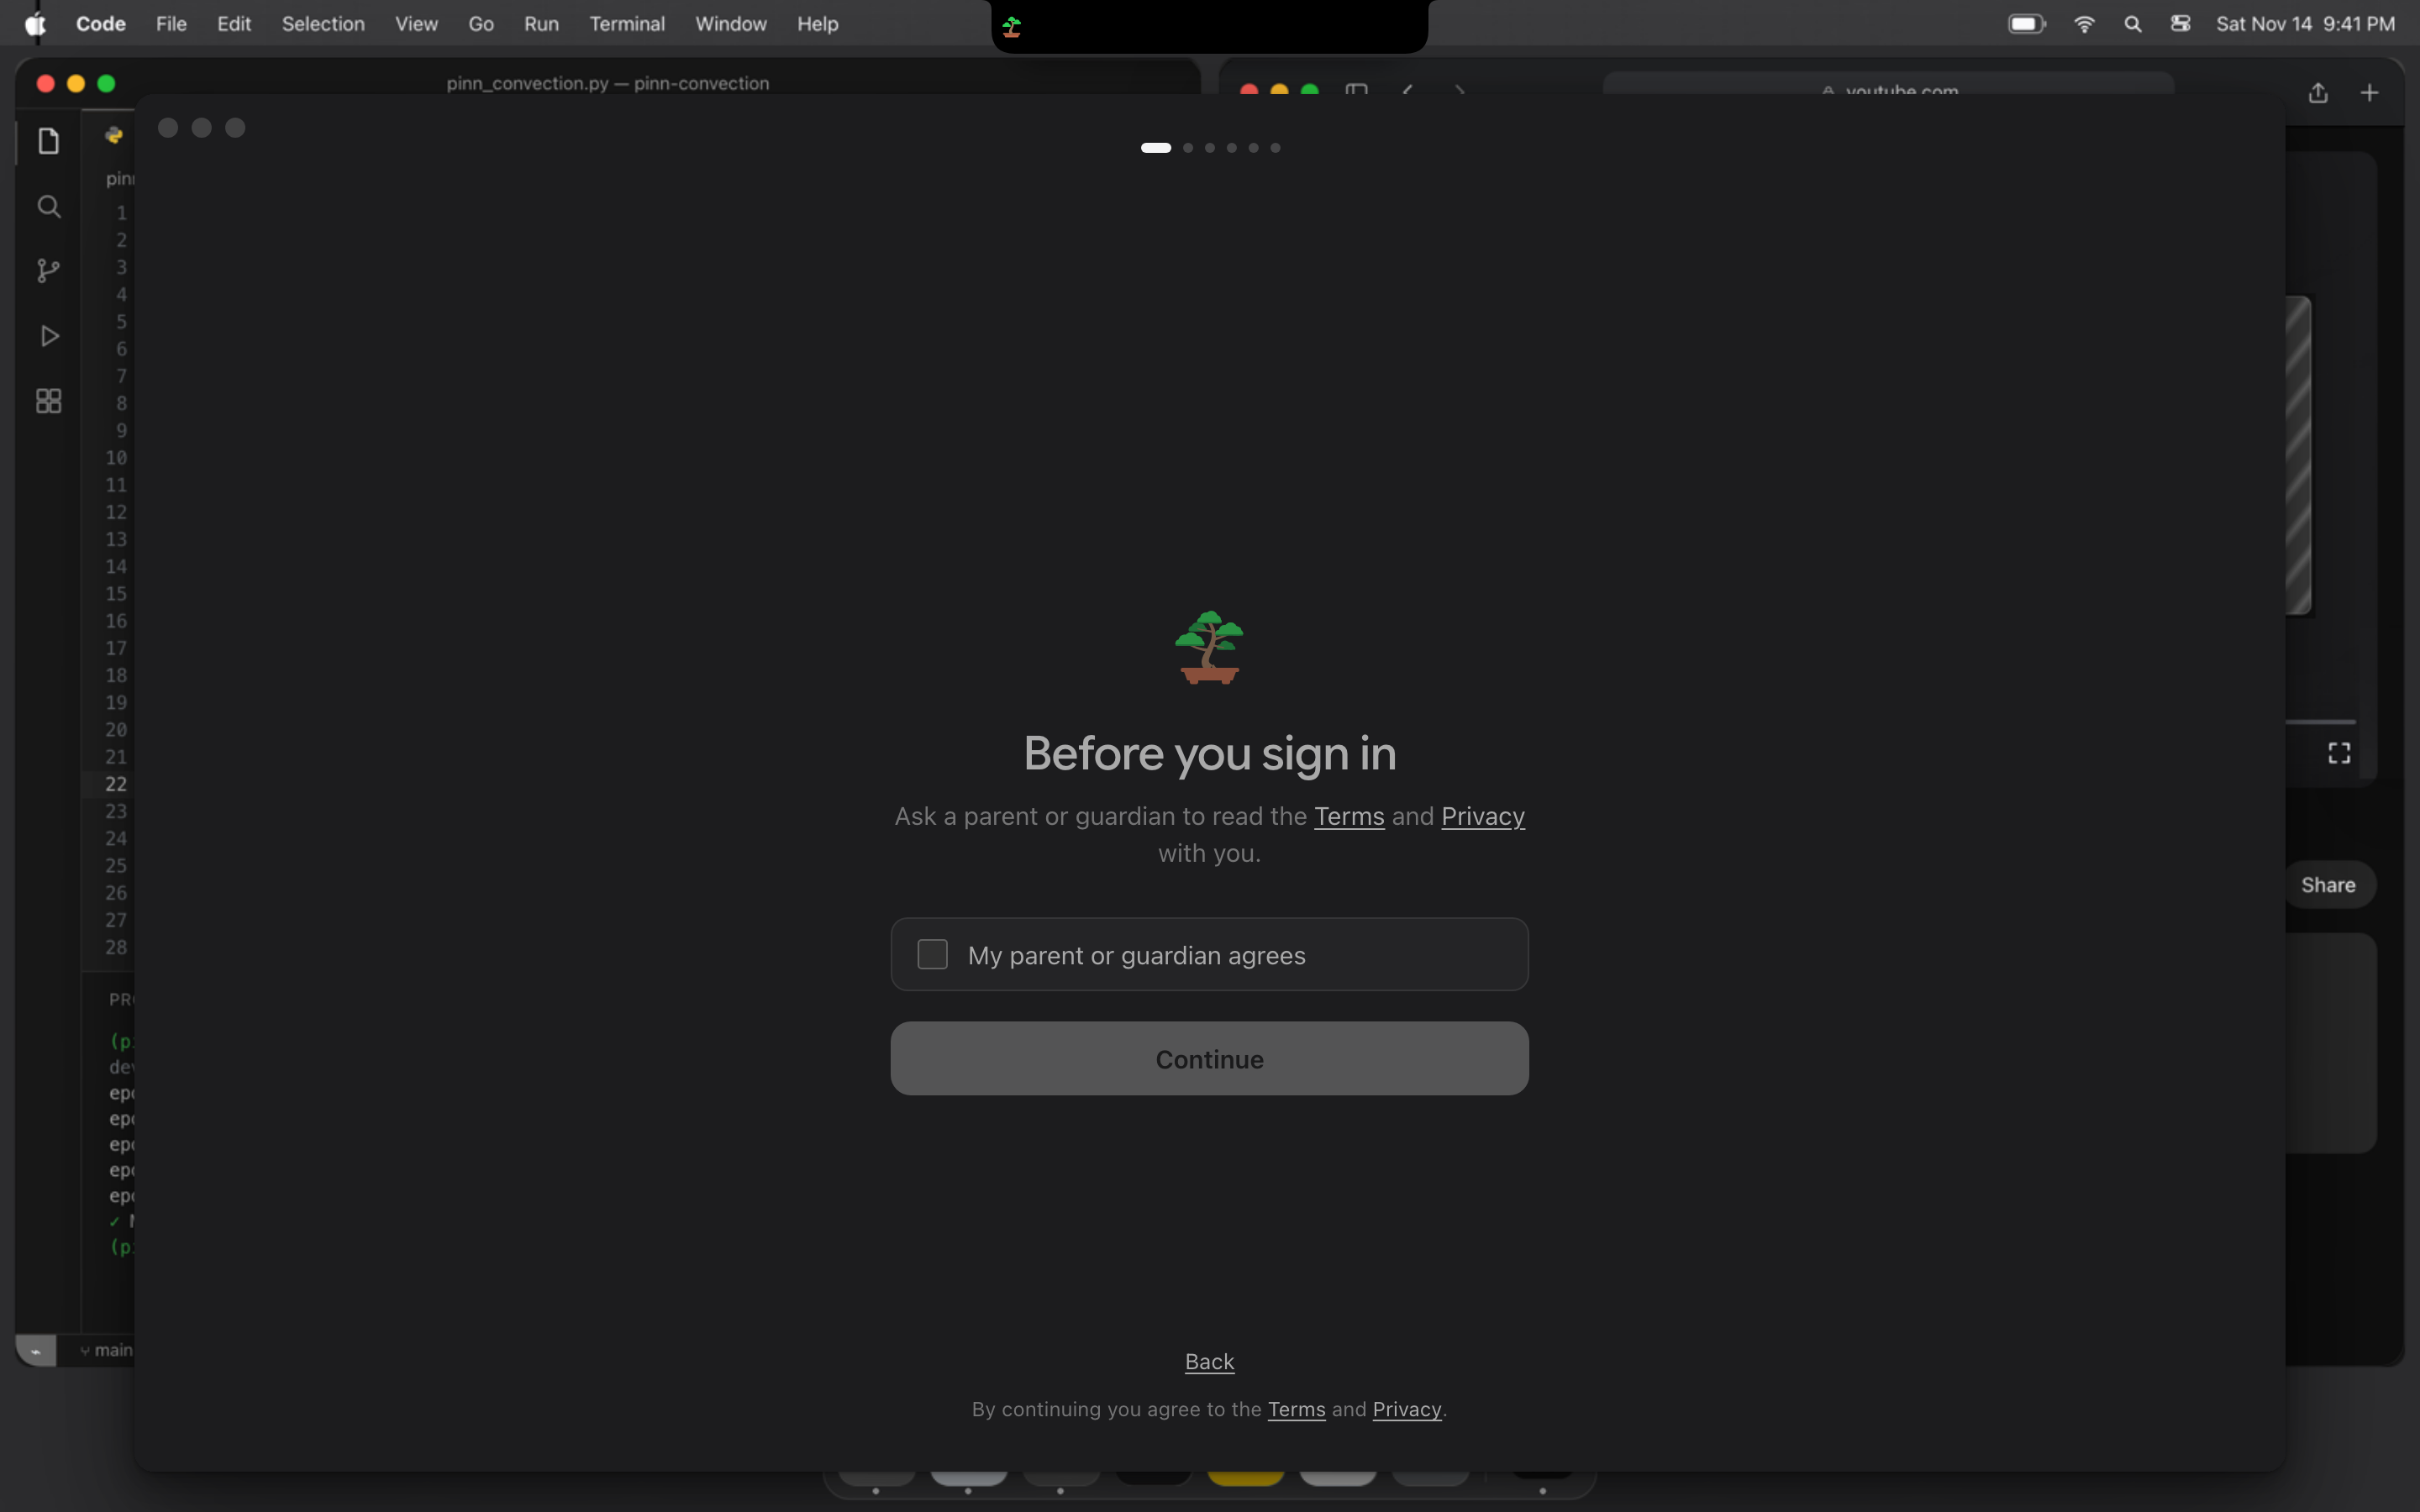 Code File Edit Selection View Go Run Terminal Window Help
Sat Nov 14 9:41 PM
pinn_convection.py — pinn-convection
youtube.com
1
2
3
4
5
6
7
8
9
10
11
12
13
14
15
16
17
18
19
20
21
22
23
24
25
26
27
28
main
Before you sign in
Ask a parent or guardian to read the Terms and Privacy
with you.
My parent or guardian agrees
Continue
Back
By continuing you agree to the Terms and Privacy.
Share